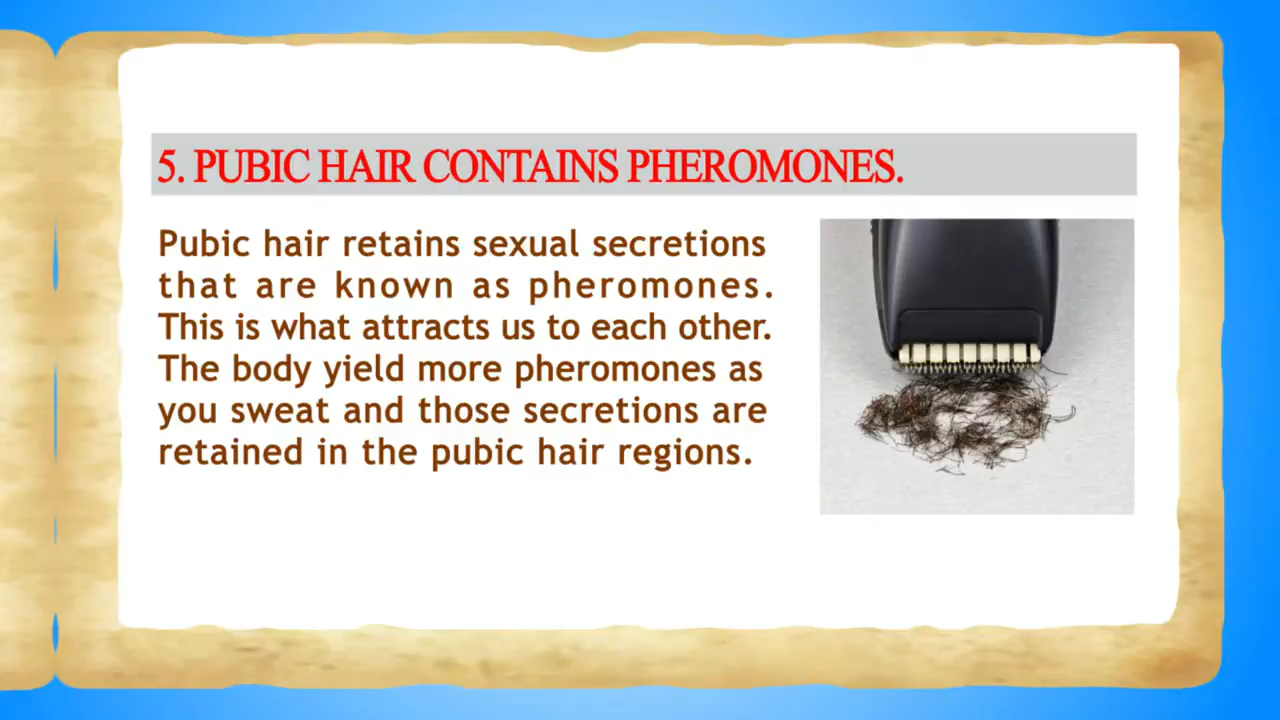 5. PUBIC HAIR CONTAINS PHEROMONES.
Pubic hair retains sexual secretions
that are known as pheromones.
This is what attracts us to each other.
The body yield more pheromones as
you sweat and those secretions are
retained in the pubic hair regions.